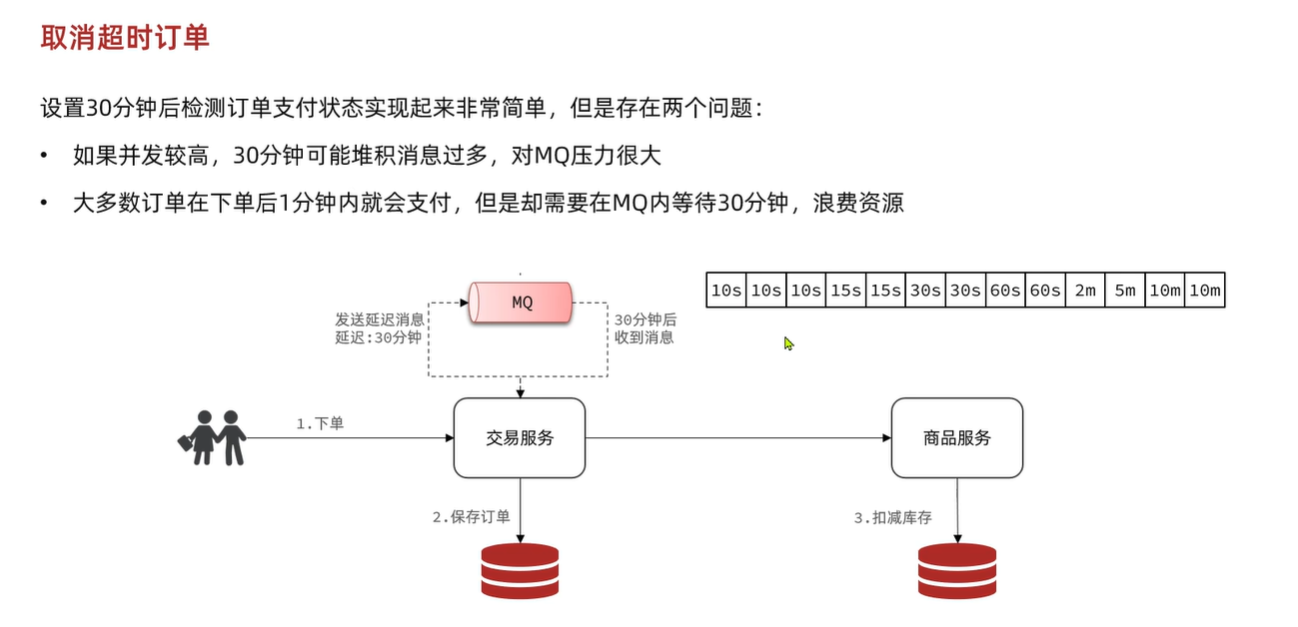 取消超时订单
设置30分钟后检测订单支付状态实现起来非常简单，但是存在两个问题：
• 如果并发较高，30分钟可能堆积消息过多，对MQ压力很大
• 大多数订单在下单后1分钟内就会支付，但是却需要在MQ内等待30分钟，浪费资源
MQ
10s 10s 10s 15s 15s 30s 30s 60s 60s 2m 5m 10m 10m
发送延迟消息
延迟:30分钟
30分钟后
收到消息
1.下单
交易服务
商品服务
2.保存订单
3.扣减库存